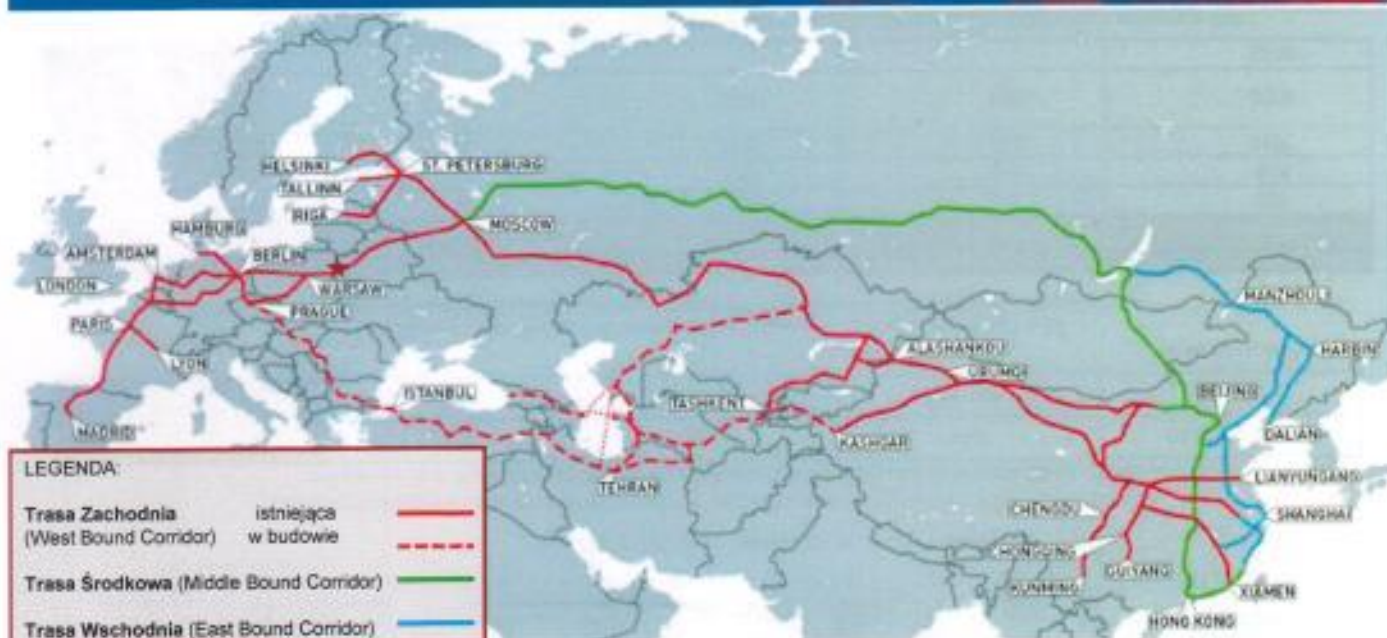 HELSINKI
ST. PETERSBURG
TALLINN
RIGA
MOSCOW
HAMBURG
AMSTERDAM
BERLIN
LONDON
WARSAW
PRAGUE
PARIS
LYON
MADRID
ISTANBUL
TEHRAN
TASHKENT
KASHGAR
ALASHANKOU
URUMQI
MANZHOULI
HARBIN
BEIJING
DALIAN
LIANYUNGANG
SHANGHAI
CHENGDU
CHONGQING
KUNMING
GUIYANG
XIAMEN
HONG KONG
LEGENDA:
Trasa Zachodnia istniejąca
(West Bound Corridor) w budowie
Trasa Środkowa (Middle Bound Corridor)
Trasa Wschodnia (East Bound Corridor)